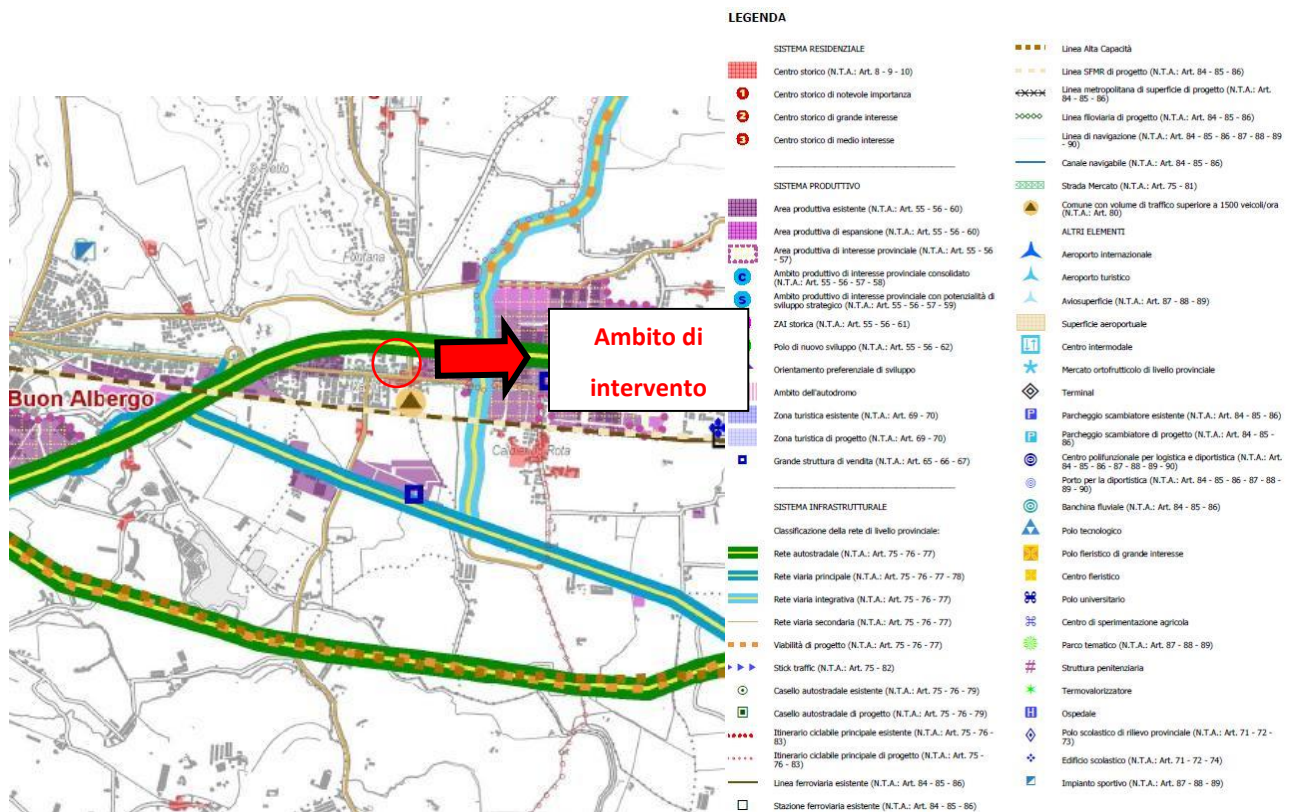 LEGENDA
SISTEMA RESIDENZIALE
Centro storico (N.T.A.: Art. 8 - 9 - 10)
1
Centro storico di notevole importanza
2
Centro storico di grande interesse
3
Centro storico di medio interesse
SISTEMA PRODUTTIVO
Area produttiva esistente (N.T.A.: Art. 55 - 56 - 60)
Area produttiva di espansione (N.T.A.: Art. 55 - 56 - 60)
Area produttiva di interesse provinciale (N.T.A.: Art. 55 - 56
- 57)
C
Ambito produttivo di interesse provinciale consolidato
(N.T.A.: Art. 55 - 56 - 57 - 58)
S
Ambito produttivo di interesse provinciale con potenzialità di
sviluppo strategico (N.T.A.: Art. 55 - 56 - 57 - 59)
ZAI storica (N.T.A.: Art. 55 - 56 - 61)
Polo di nuovo sviluppo (N.T.A.: Art. 55 - 56 - 62)
Orientamento preferenziale di sviluppo
Ambito dell'autodromo
Zona turistica esistente (N.T.A.: Art. 69 - 70)
Zona turistica di progetto (N.T.A.: Art. 69 - 70)
Grande struttura di vendita (N.T.A.: Art. 65 - 66 - 67)
SISTEMA INFRASTRUTTURALE
Classificazione della rete di livello provinciale:
Rete autostradale (N.T.A.: Art. 75 - 76 - 77)
Rete viaria principale (N.T.A.: Art. 75 - 76 - 77 - 78)
Rete viaria integrativa (N.T.A.: Art. 75 - 76 - 77)
Rete viaria secondaria (N.T.A.: Art. 75 - 76 - 77)
Viabilità di progetto (N.T.A.: Art. 75 - 76 - 77)
Stick traffic (N.T.A.: Art. 75 - 82)
Casello autostradale esistente (N.T.A.: Art. 75 - 76 - 79)
Casello autostradale di progetto (N.T.A.: Art. 75 - 76 - 79)
Itinerario ciclabile principale esistente (N.T.A.: Art. 75 - 76 -
83)
Itinerario ciclabile principale di progetto (N.T.A.: Art. 75
- 76 - 83)
Linea ferroviaria esistente (N.T.A.: Art. 84 - 85 - 86)
Stazione ferroviaria esistente (N.T.A.: Art. 84 - 85 - 86)
Linea Alta Capacità
Linea SFMR di progetto (N.T.A.: Art. 84 - 85 - 86)
Linea metropolitana di superficie di progetto (N.T.A.: Art.
84 - 85 - 86)
Linea filoviaria di progetto (N.T.A.: Art. 84 - 85 - 86)
Linea di navigazione (N.T.A.: Art. 84 - 85 - 86 - 87 - 88 - 89
- 90)
Canale navigabile (N.T.A.: Art. 84 - 85 - 86)
Strada Mercato (N.T.A.: Art. 75 - 81)
Comune con volume di traffico superiore a 1500 veicoli/ora
(N.T.A.: Art. 80)
ALTRI ELEMENTI
Aeroporto internazionale
Aeroporto turistico
Aviosuperficie (N.T.A.: Art. 87 - 88 - 89)
Superficie aeroportuale
Centro intermodale
Mercato ortofrutticolo di livello provinciale
Terminal
P
Parcheggio scambiatore esistente (N.T.A.: Art. 84 - 85 - 86)
P
Parcheggio scambiatore di progetto (N.T.A.: Art. 84 - 85 -
86)
Centro polifunzionale per logistica e diportistica (N.T.A.: Art.
84 - 85 - 86 - 87 - 88 - 89 - 90)
Porto per la diportistica (N.T.A.: Art. 84 - 85 - 86 - 87 - 88 -
89 - 90)
Banchina fluviale (N.T.A.: Art. 84 - 85 - 86)
Polo tecnologico
Polo fieristico di grande interesse
Centro fieristico
Polo universitario
Centro di sperimentazione agricola
Parco tematico (N.T.A.: Art. 87 - 88 - 89)
Struttura penitenziaria
Termovalorizzatore
H
Ospedale
Polo scolastico di rilievo provinciale (N.T.A.: Art. 71 - 72 -
73)
Edificio scolastico (N.T.A.: Art. 71 - 72 - 74)
Impianto sportivo (N.T.A.: Art. 87 - 88 - 89)
Fontana
Ambito di
intervento
Buon Albergo
Rota